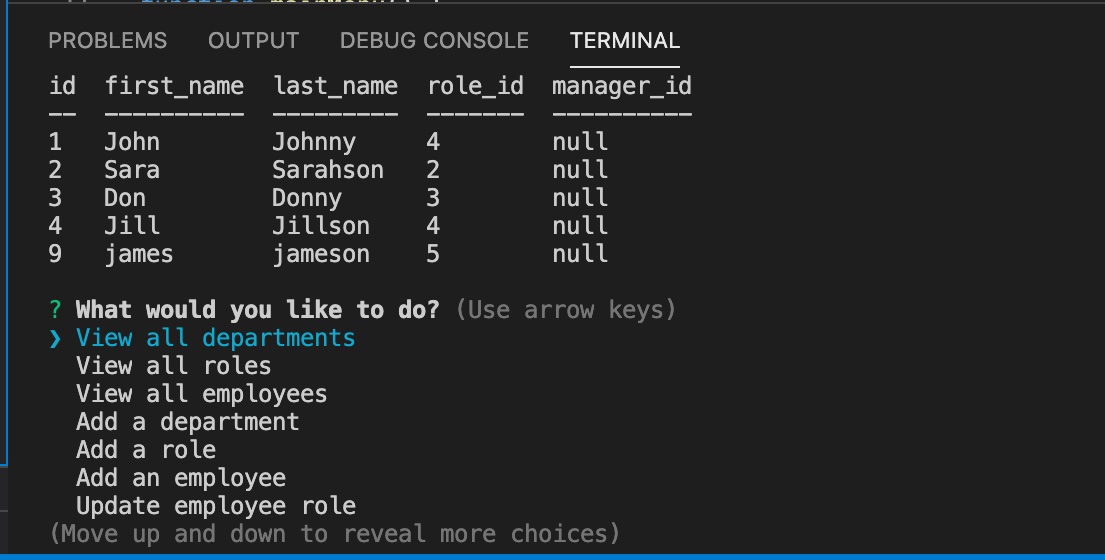 PROBLEMS OUTPUT DEBUG CONSOLE TERMINAL
id first_name last_name role_id manager_id
-- ---------- --------- ------- ----------
1 John Johnny 4 null
2 Sara Sarahson 2 null
3 Don Donny 3 null
4 Jill Jillson 4 null
9 james jameson 5 null
? What would you like to do? (Use arrow keys)
❯ View all departments
View all roles
View all employees
Add a department
Add a role
Add an employee
Update employee role
(Move up and down to reveal more choices)